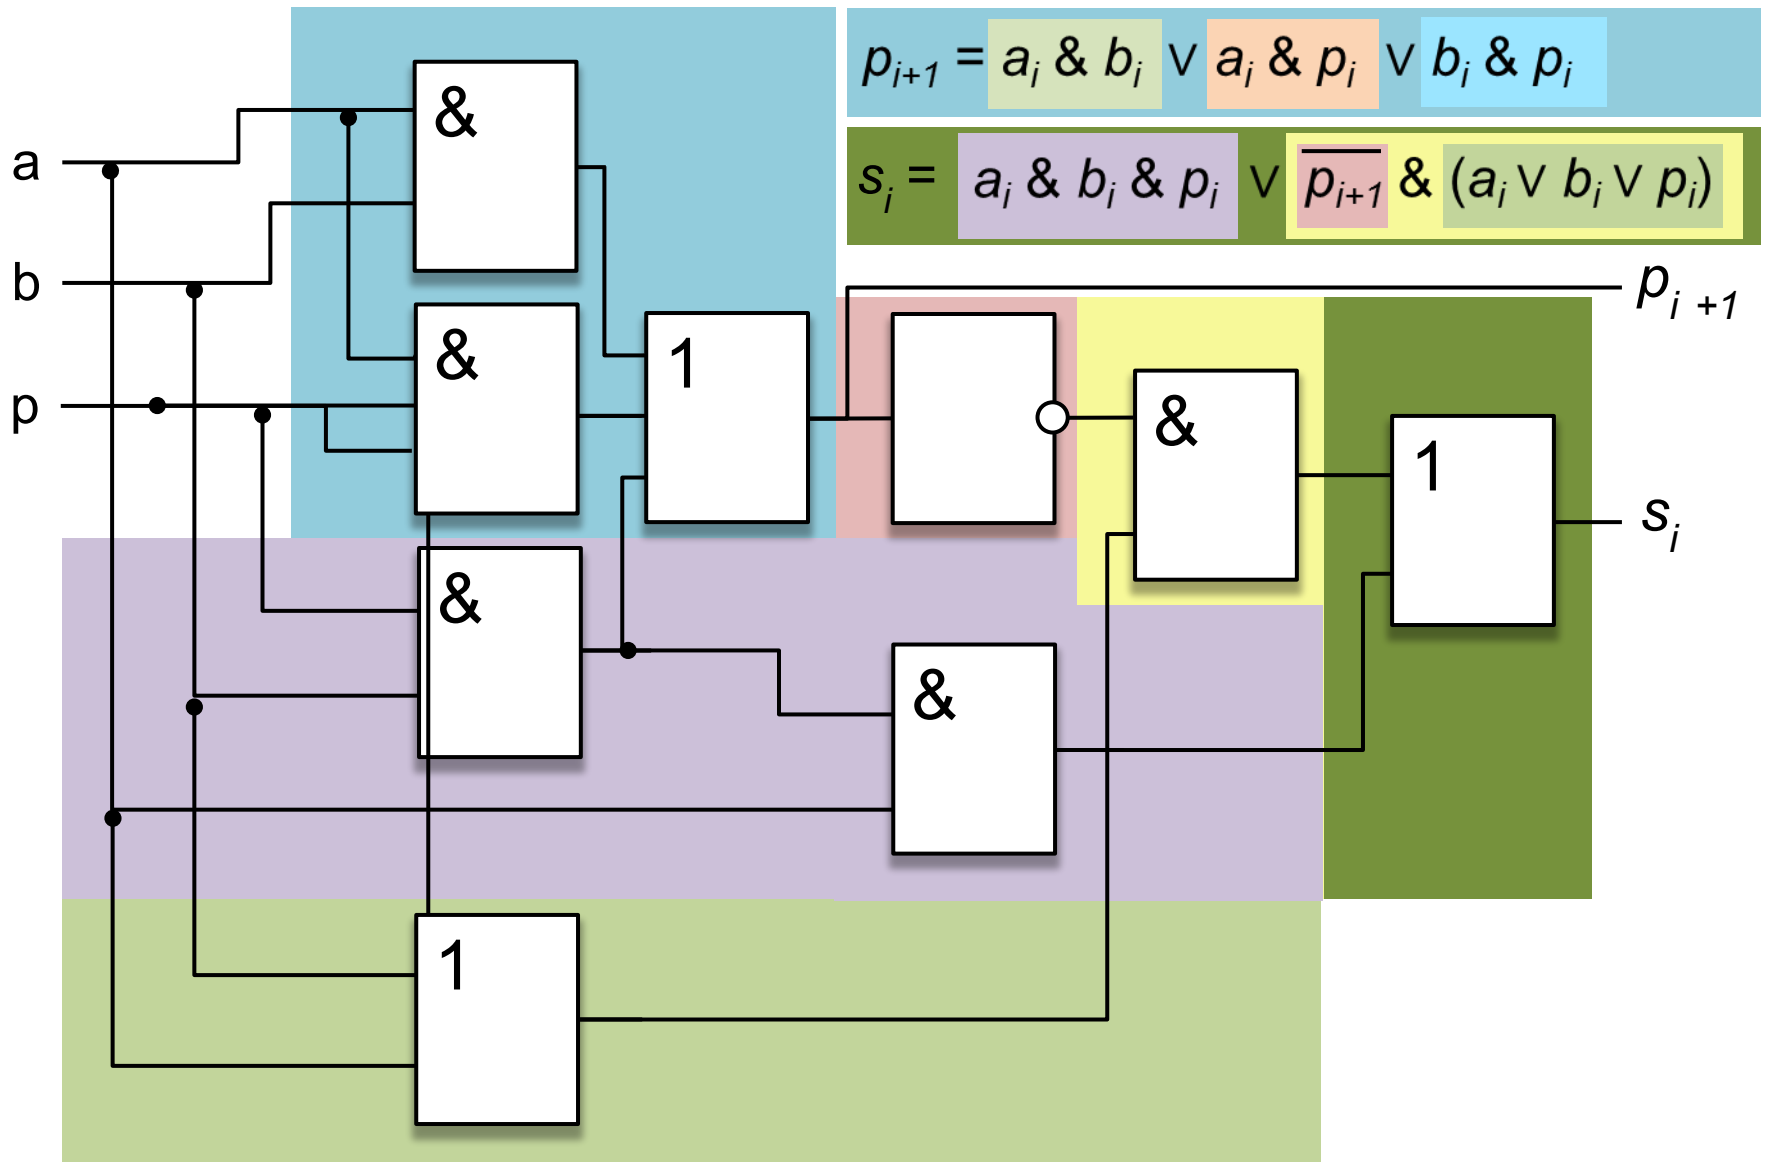 pᵢ₊₁ = aᵢ & bᵢ ∨ aᵢ & pᵢ ∨ bᵢ & pᵢ
sᵢ = aᵢ & bᵢ & pᵢ ∨ p̅ᵢ₊₁ & (aᵢ ∨ bᵢ ∨ pᵢ)
&
a
b
pᵢ ₊₁
&
1
p
&
1
sᵢ
&
&
1